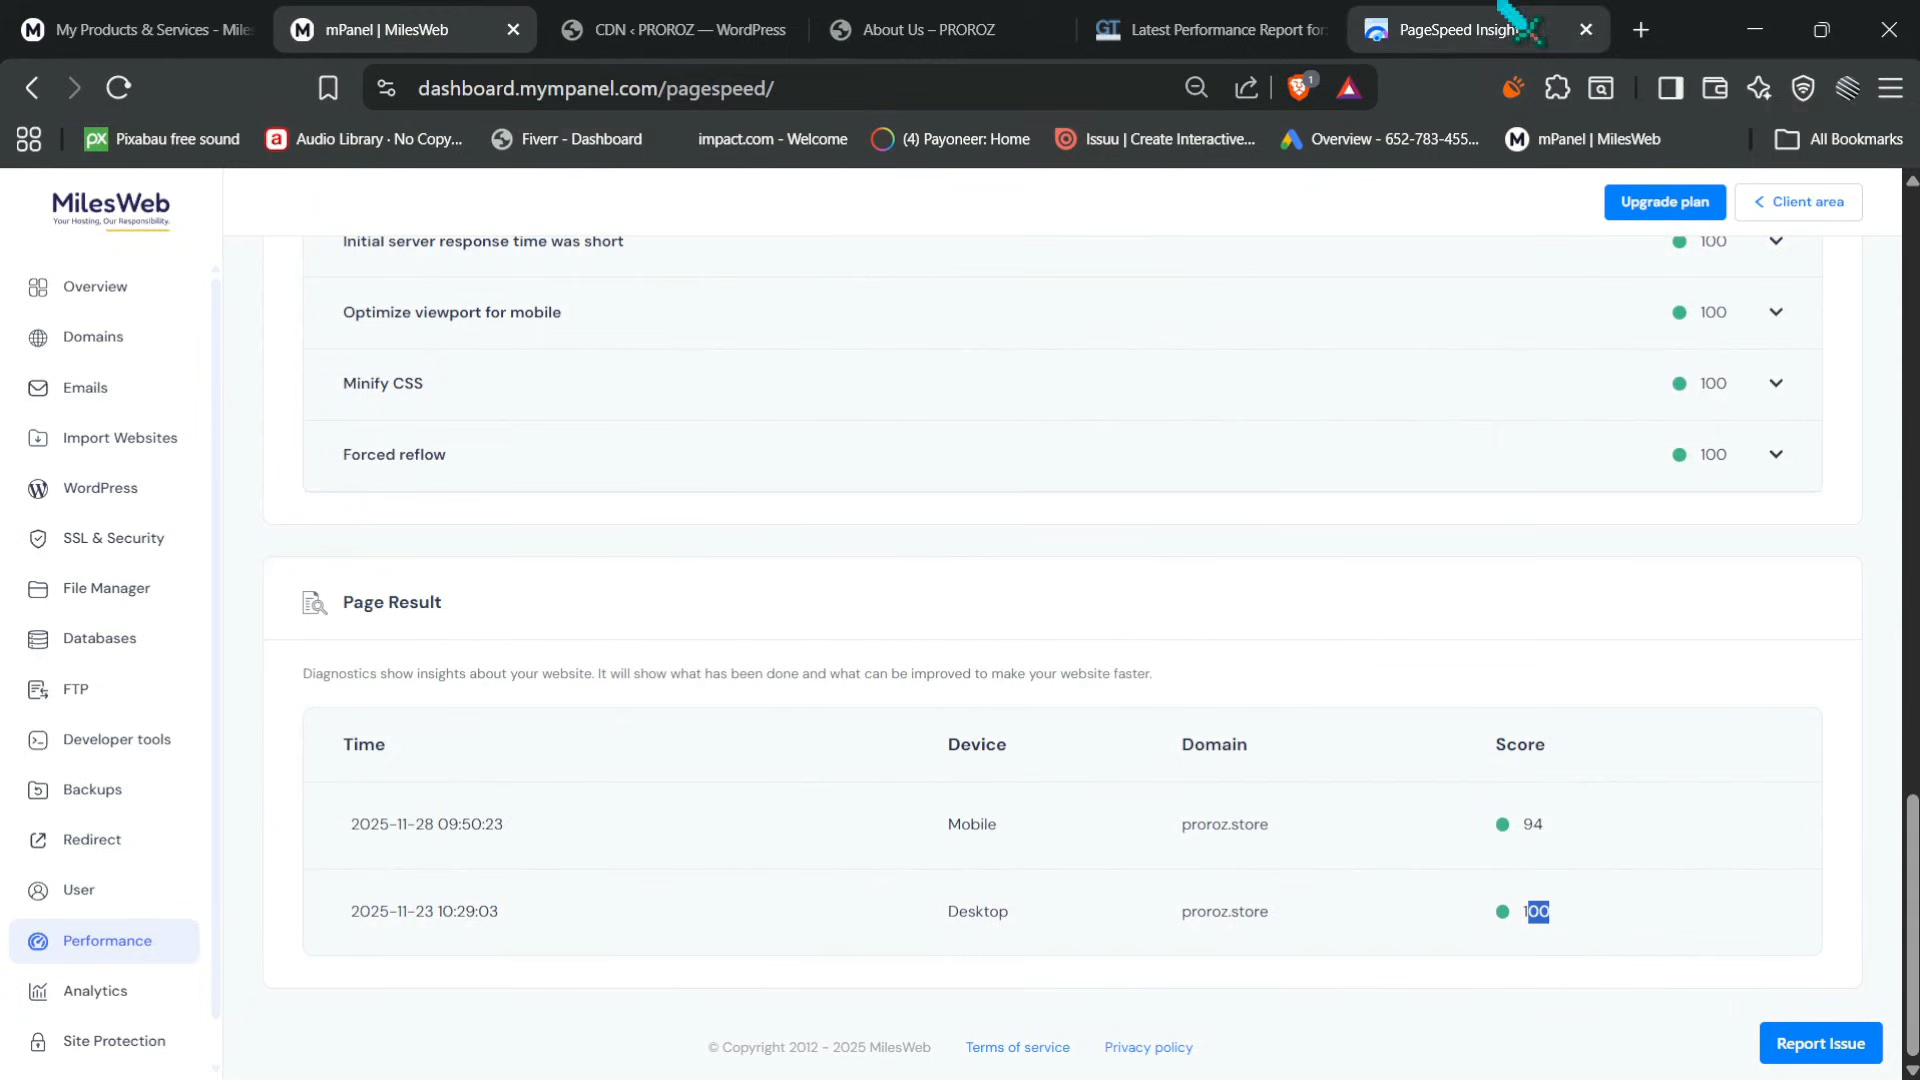 My Products & Services - Miles
mPanel | MilesWeb
CDN ‹ PROROZ — WordPress
About Us – PROROZ
GT
Latest Performance Report for:
PageSpeed Insigh
dashboard.mympanel.com/pagespeed/
1
px Pixabau free sound
a Audio Library · No Copy...
Fiverr - Dashboard
impact.com - Welcome
(4) Payoneer: Home
Issuu | Create Interactive...
Overview - 652-783-455...
mPanel | MilesWeb
All Bookmarks
MilesWeb
Your Hosting, Our Responsibility.
Upgrade plan
Client area
Overview
Domains
Emails
Import Websites
WordPress
SSL & Security
File Manager
Databases
FTP
Developer tools
Backups
Redirect
User
Performance
Analytics
Site Protection
Initial server response time was short 100
Optimize viewport for mobile 100
Minify CSS 100
Forced reflow 100
Page Result
Diagnostics show insights about your website. It will show what has been done and what can be improved to make your website faster.
Time Device Domain Score
2025-11-28 09:50:23 Mobile proroz.store 94
2025-11-23 10:29:03 Desktop proroz.store 100
© Copyright 2012 - 2025 MilesWeb Terms of service Privacy policy
Report Issue